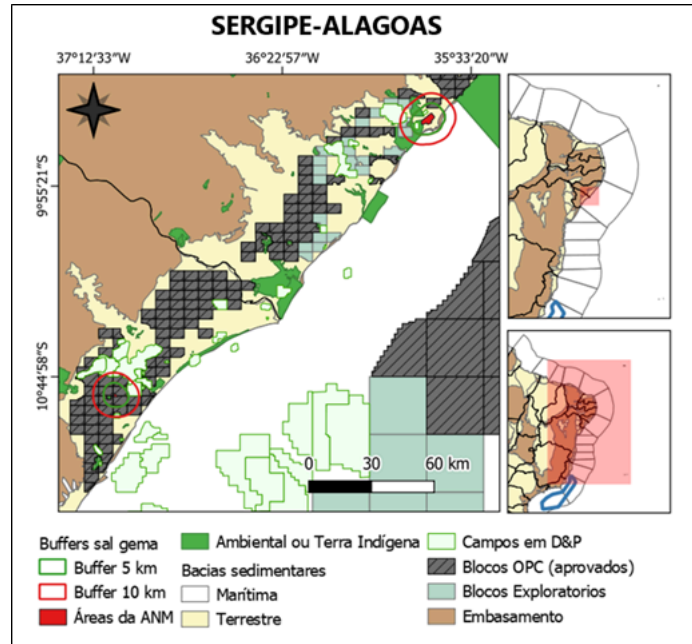 SERGIPE-ALAGOAS
37°12'33"W
36°22'57"W
35°33'20"W
9°55'21"S
10°44'58"S
0 30 60 km
Buffers sal gema
Buffer 5 km
Buffer 10 km
Áreas da ANM
Ambiental ou Terra Indígena
Bacias sedimentares
Marítima
Terrestre
Campos em D&P
Blocos OPC (aprovados)
Blocos Exploratorios
Embasamento